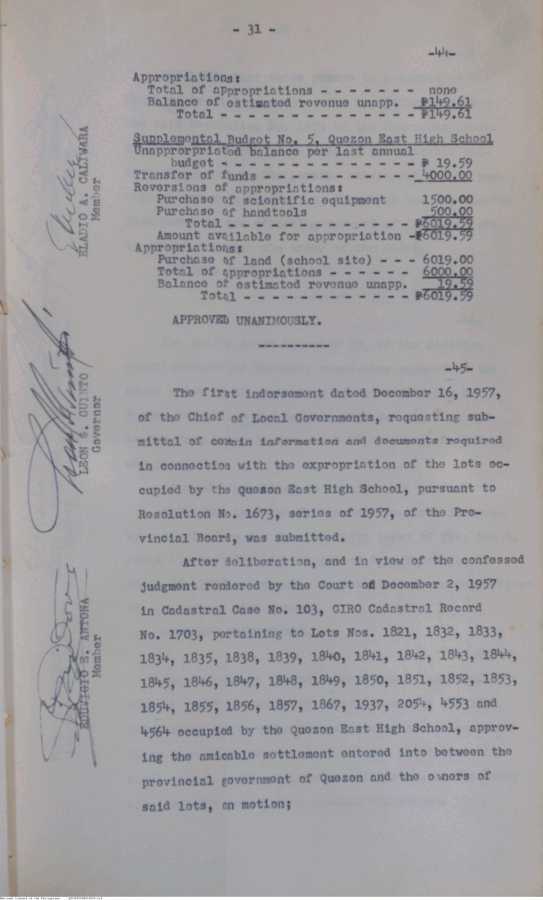 - 31 -
-44-
Appropriations:
Total of appropriations - - - - - - - none
Balance of estimated revenue unapp. ₱149.61
Total - - - - - - - - - - - - - ₱149.61
Supplemental Budget No. 5, Quezon East High School
Unapprorpriated balance per last annual
budget - - - - - - - - - - - - - ₱ 19.59
Transfer of funds - - - - - - - - - - 4000.00
Reversions of appropriations:
Purchase of scientific equipment 1500.00
Purchase of handtools 500.00
Total - - - - - - - - - - - - ₱6019.59
Amount available for appropriation -₱6019.59
Appropriations:
Purchase of land (school site) - - - 6019.00
Total of appropriations - - - - - - 6000.00
Balance of estimated revenue unapp. 19.59
Total - - - - - - - - - - - - ₱6019.59
APPROVED UNANIMOUSLY.
----------
-45-
The first indorsement dated December 16, 1957,
of the Chief of Local Governments, requesting sub-
mittal of certain information and documents required
in connection with the expropriation of the lots oc-
cupied by the Quezon East High School, pursuant to
Resolution No. 1673, series of 1957, of the Pro-
vincial Board, was submitted.
After deliberation, and in view of the confessed
judgment rendered by the Court of December 2, 1957
in Cadastral Case No. 103, GIRO Cadastral Record
No. 1703, pertaining to Lots Nos. 1821, 1832, 1833,
1834, 1835, 1838, 1839, 1840, 1841, 1842, 1843, 1844,
1845, 1846, 1847, 1848, 1849, 1850, 1851, 1852, 1853,
1854, 1855, 1856, 1857, 1867, 1937, 2054, 4553 and
4564 occupied by the Quezon East High School, approv-
ing the amicable settlement entered into between the
provincial government of Quezon and the owners of
said lots, on motion;
ELADIO A. CALIWARA
Member
LEON G. GUINTO
Governor
E. ANTONA
Member